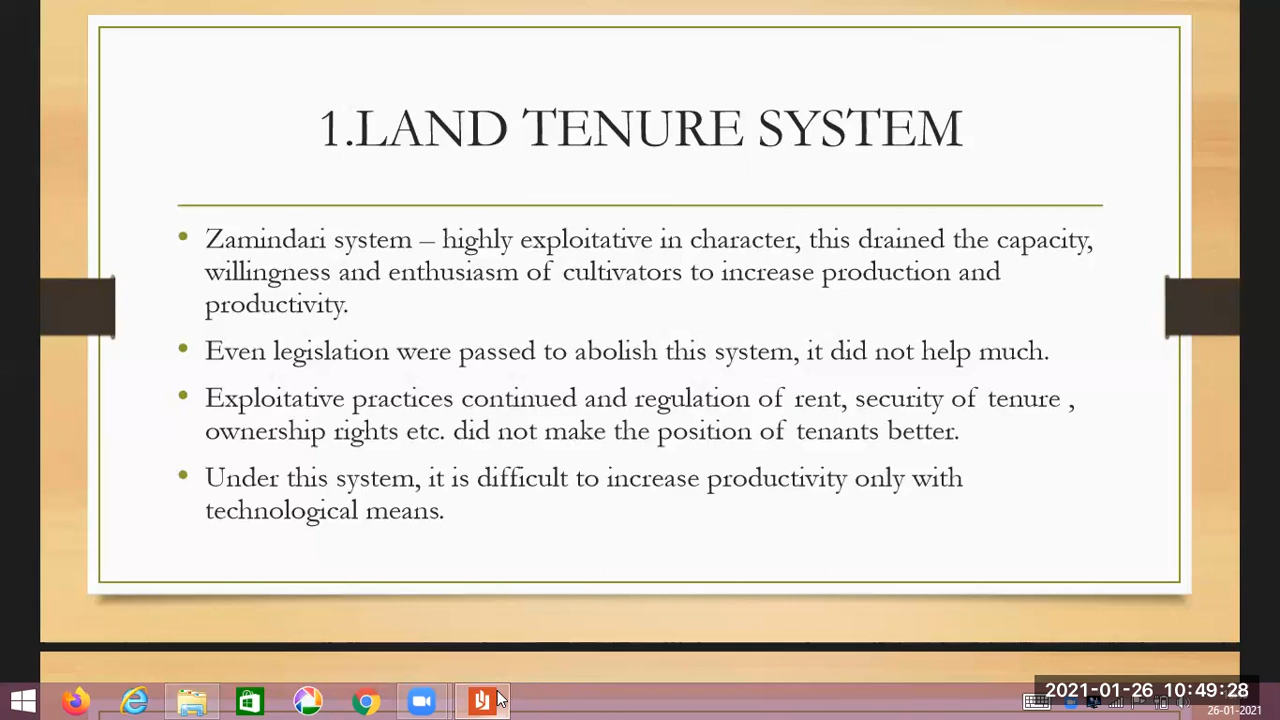 1.LAND TENURE SYSTEM
• Zamindari system – highly exploitative in character, this drained the capacity,
willingness and enthusiasm of cultivators to increase production and
productivity.
• Even legislation were passed to abolish this system, it did not help much.
• Exploitative practices continued and regulation of rent, security of tenure ,
ownership rights etc. did not make the position of tenants better.
• Under this system, it is difficult to increase productivity only with
technological means.
2021-01-26 10:49:28
26-01-2021